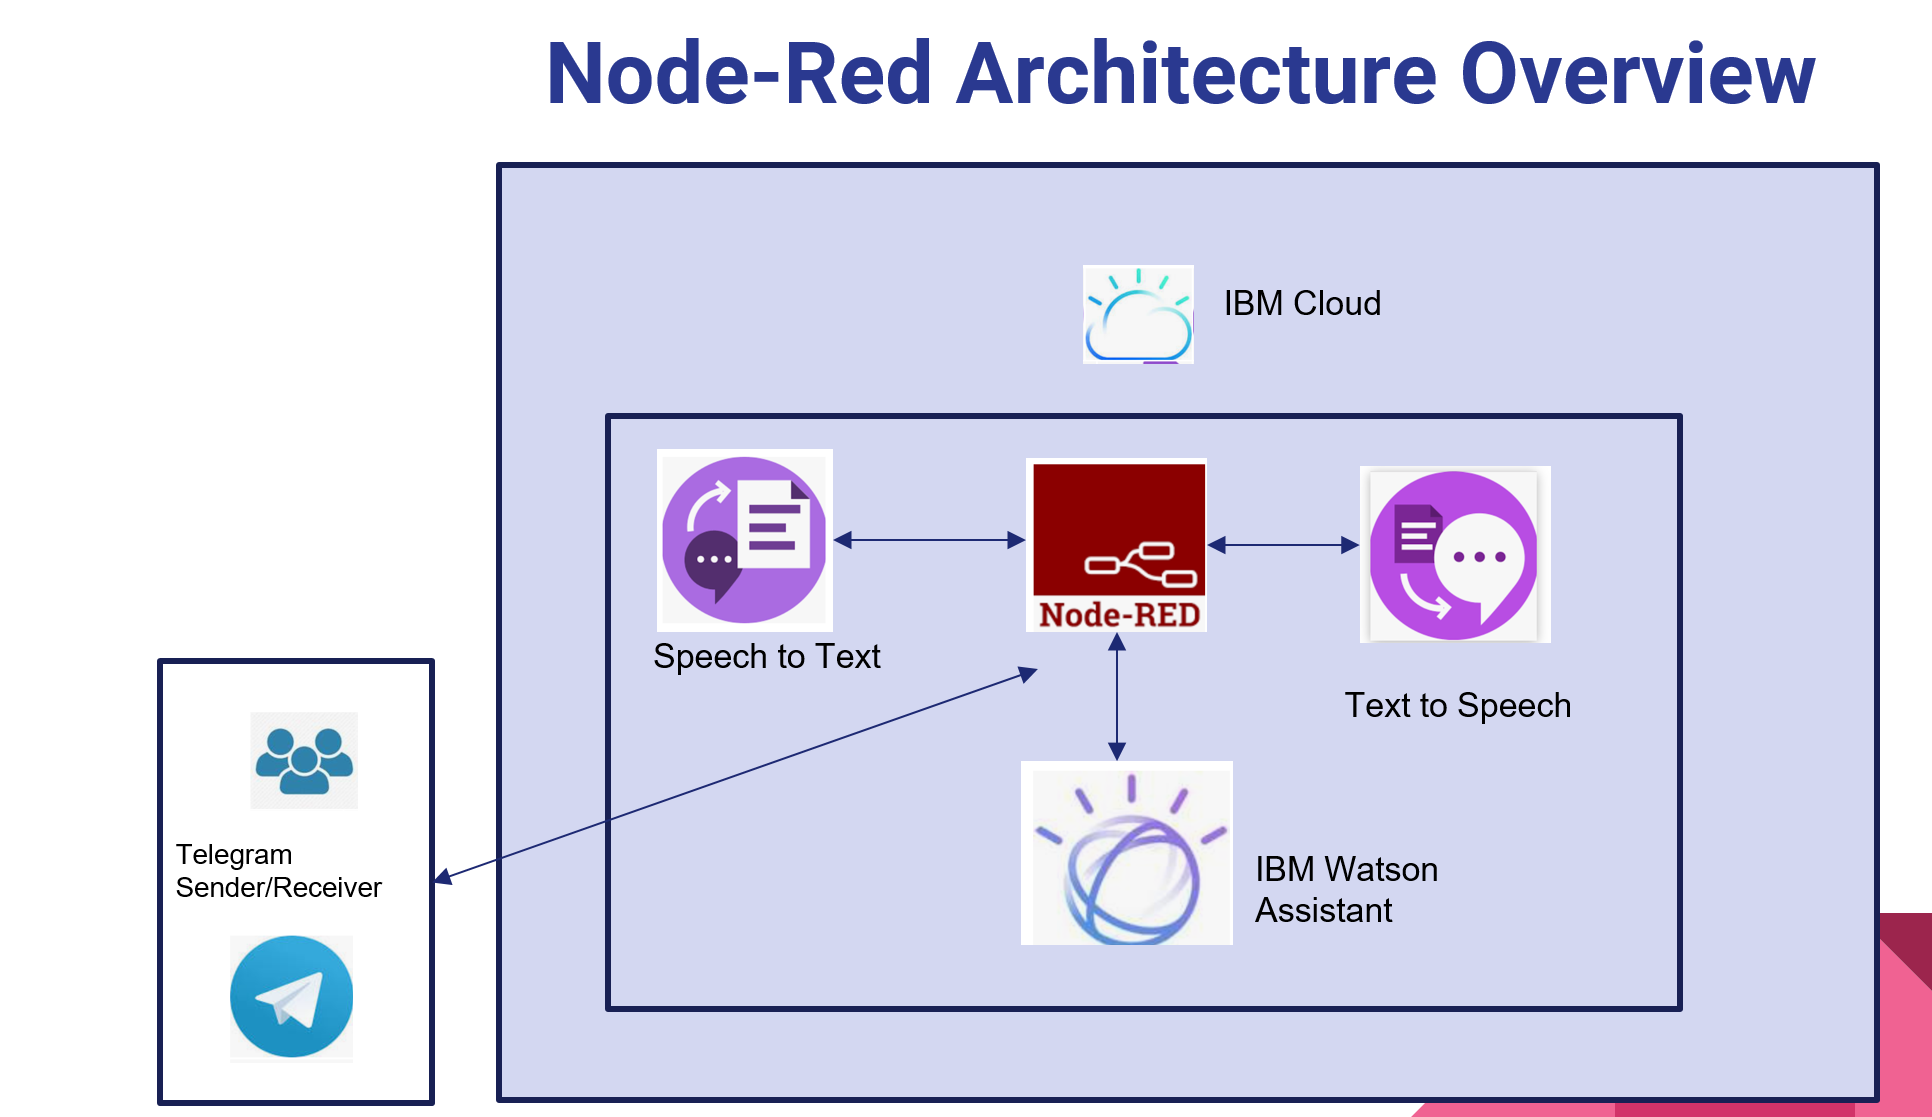 Node-Red Architecture Overview
IBM Cloud
Node-RED
Speech to Text
Text to Speech
Telegram
Sender/Receiver
IBM Watson
Assistant